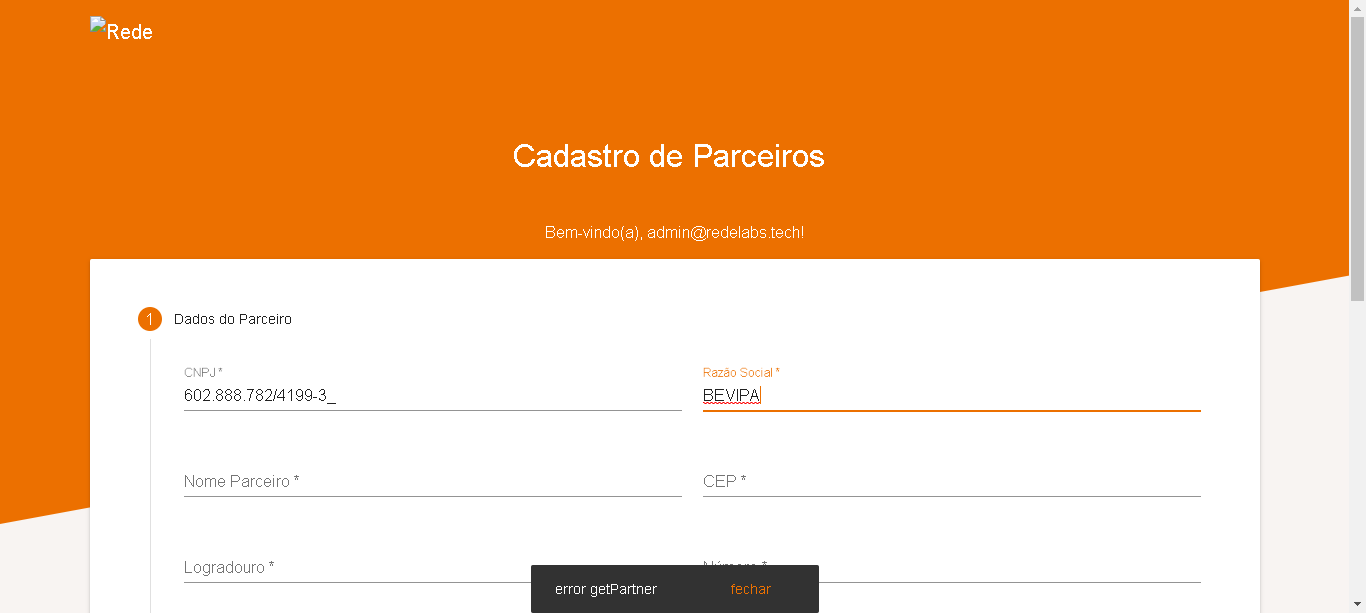 Rede
Cadastro de Parceiros
Bem-vindo(a), admin@redelabs.tech!
1 Dados do Parceiro
CNPJ * Razão Social *
602.888.782/4199-3_ BEVIPA
Nome Parceiro * CEP *
Logradouro * Número *
error getPartner fechar